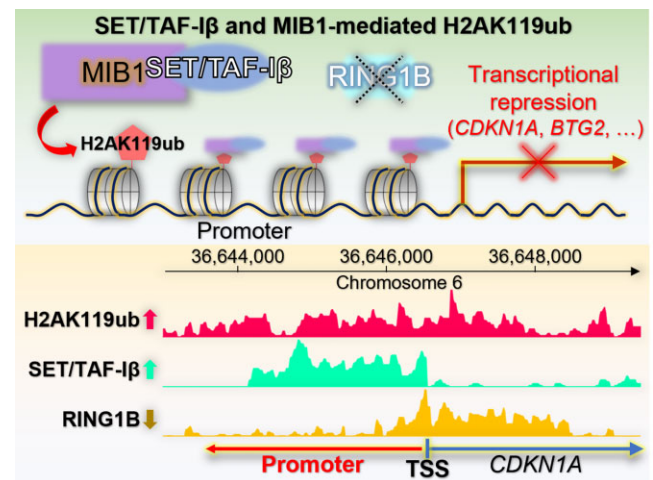 SET/TAF-Iβ and MIB1-mediated H2AK119ub
MIB1
SET/TAF-Iβ
RING1B
Transcriptional
repression
(CDKN1A, BTG2, ...)
H2AK119ub
Promoter
36,644,000 36,646,000 36,648,000
Chromosome 6
H2AK119ub
SET/TAF-Iβ
RING1B
Promoter TSS CDKN1A